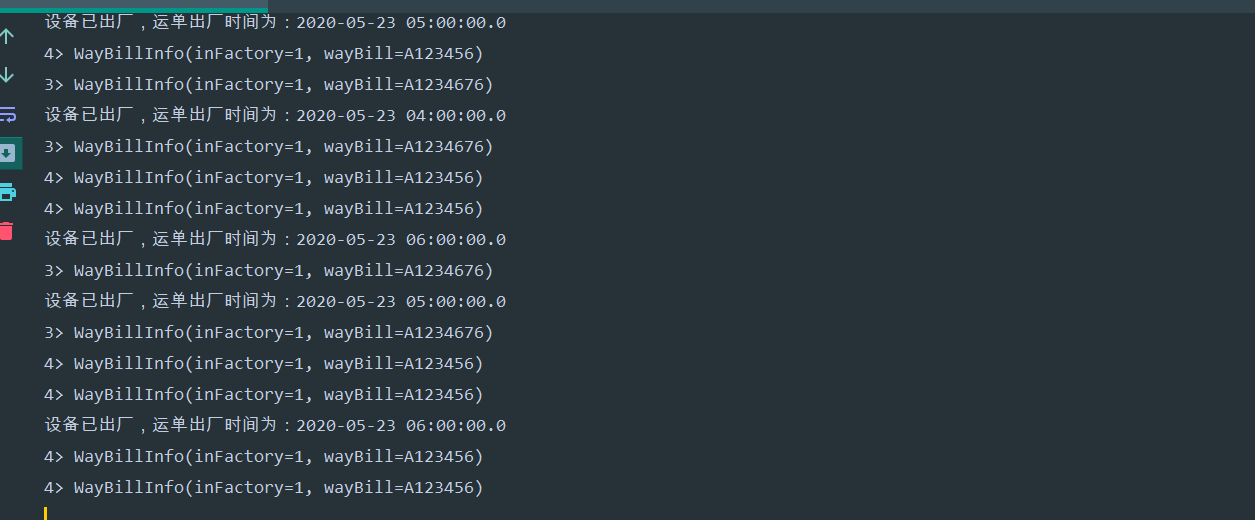 设备已出厂，运单出厂时间为：2020-05-23 05:00:00.0
4> WayBillInfo(inFactory=1, wayBill=A123456)
3> WayBillInfo(inFactory=1, wayBill=A1234676)
设备已出厂，运单出厂时间为：2020-05-23 04:00:00.0
3> WayBillInfo(inFactory=1, wayBill=A1234676)
4> WayBillInfo(inFactory=1, wayBill=A123456)
4> WayBillInfo(inFactory=1, wayBill=A123456)
设备已出厂，运单出厂时间为：2020-05-23 06:00:00.0
3> WayBillInfo(inFactory=1, wayBill=A1234676)
设备已出厂，运单出厂时间为：2020-05-23 05:00:00.0
3> WayBillInfo(inFactory=1, wayBill=A1234676)
4> WayBillInfo(inFactory=1, wayBill=A123456)
4> WayBillInfo(inFactory=1, wayBill=A123456)
设备已出厂，运单出厂时间为：2020-05-23 06:00:00.0
4> WayBillInfo(inFactory=1, wayBill=A123456)
4> WayBillInfo(inFactory=1, wayBill=A123456)